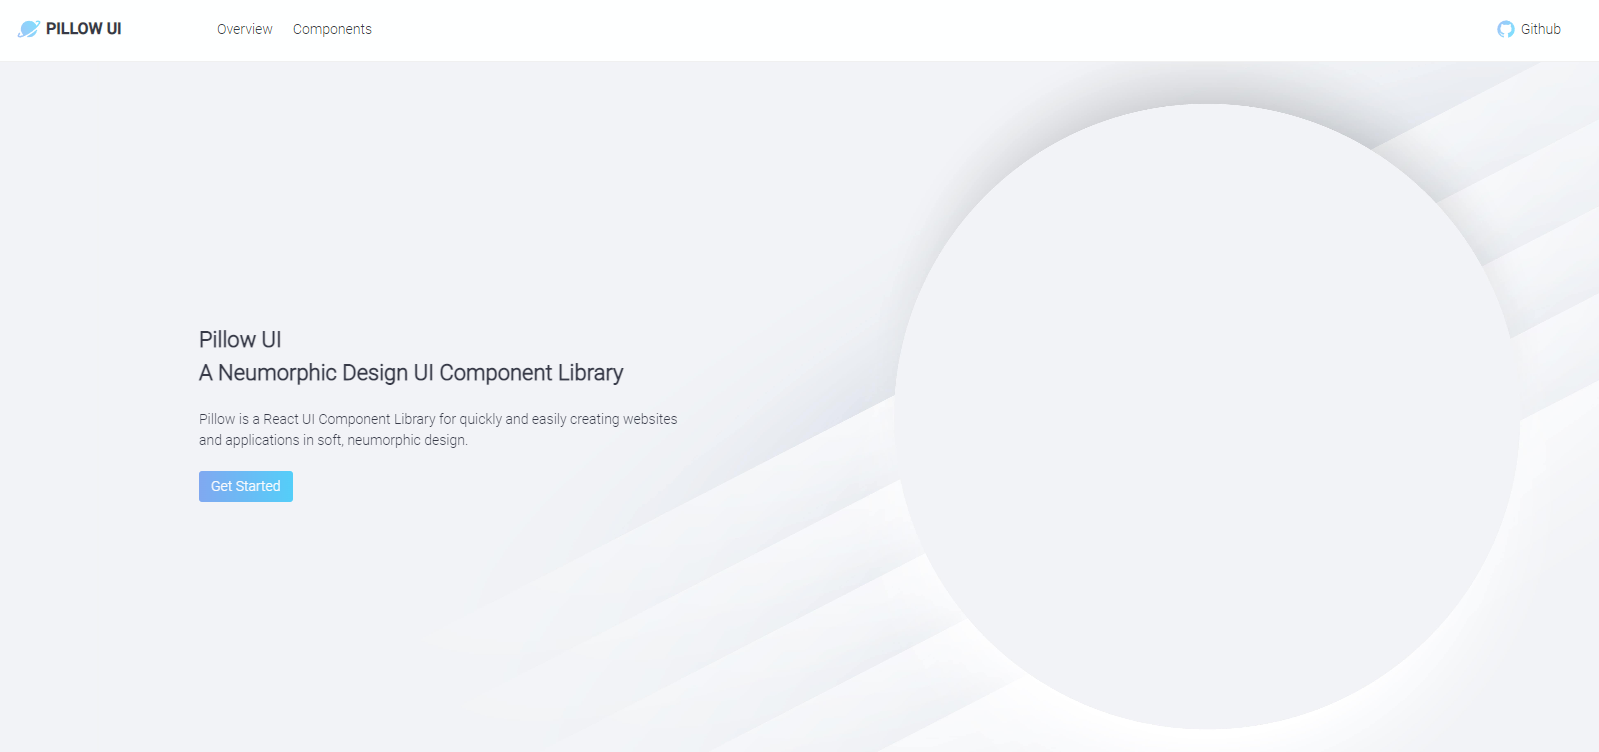 PILLOW UI
Overview
Components
Github
Pillow UI
A Neumorphic Design UI Component Library
Pillow is a React UI Component Library for quickly and easily creating websites
and applications in soft, neumorphic design.
Get Started